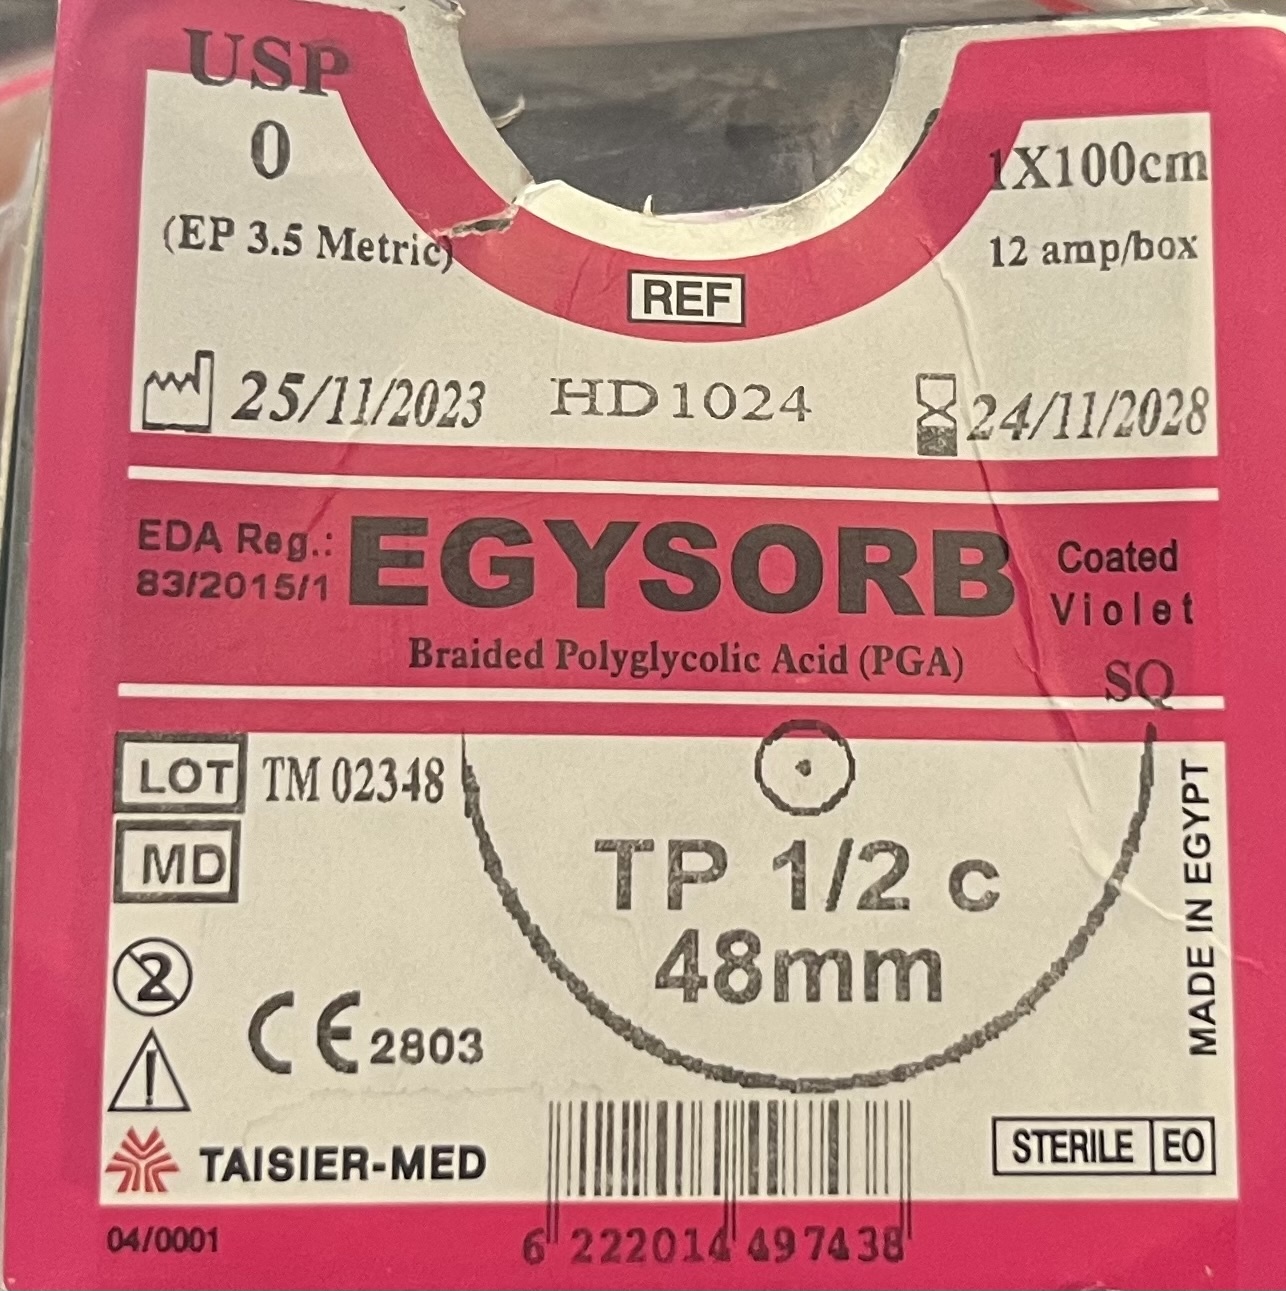 USP
0
(EP 3.5 Metric)
1X100cm
12 amp/box
REF
25/11/2023
HD1024
24/11/2028
EDA Reg.:
83/2015/1
EGYSORB
Braided Polyglycolic Acid (PGA)
Coated
Violet
SQ
LOT TM 02348
MD
TP 1/2 c
48mm
MADE IN EGYPT
2
CE 2803
TAISIER-MED
STERILE EO
04/0001
6 222014 497438